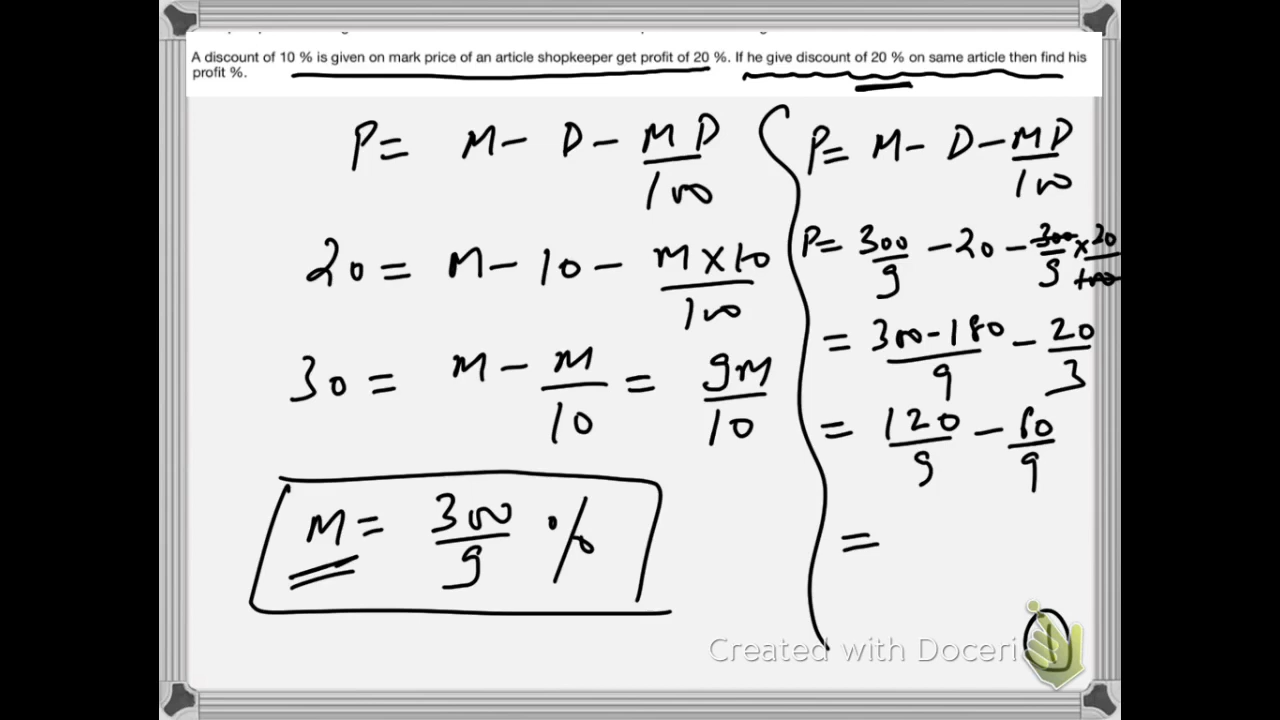 A discount of 10 % is given on mark price of an article shopkeeper get profit of 20 %. If he give discount of 20 % on same article then find his
profit %.
P= M- D- MD/100
20= M-10- Mx10/100
30= M- M/10 = 9M/10
M= 300/9 %
P= M- D- MD/100
P= 300/9 -20 - 300/9 x 20/100
= 300-180/9 - 20/3
= 120/9 - 60/9
=
Created with Doceri